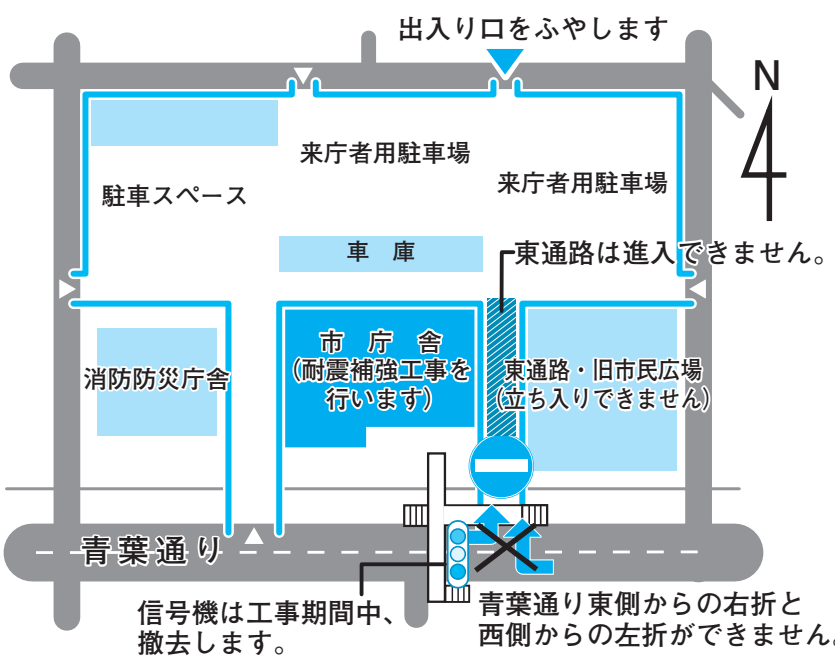 出入り口をふやします
N
来庁者用駐車場
来庁者用駐車場
駐車スペース
車 庫
東通路は進入できません。
市 庁 舎
(耐震補強工事を
行います)
消防防災庁舎
東通路・旧市民広場
(立ち入りできません)
青葉通り
信号機は工事期間中、
撤去します。
青葉通り東側からの右折と
西側からの左折ができません。